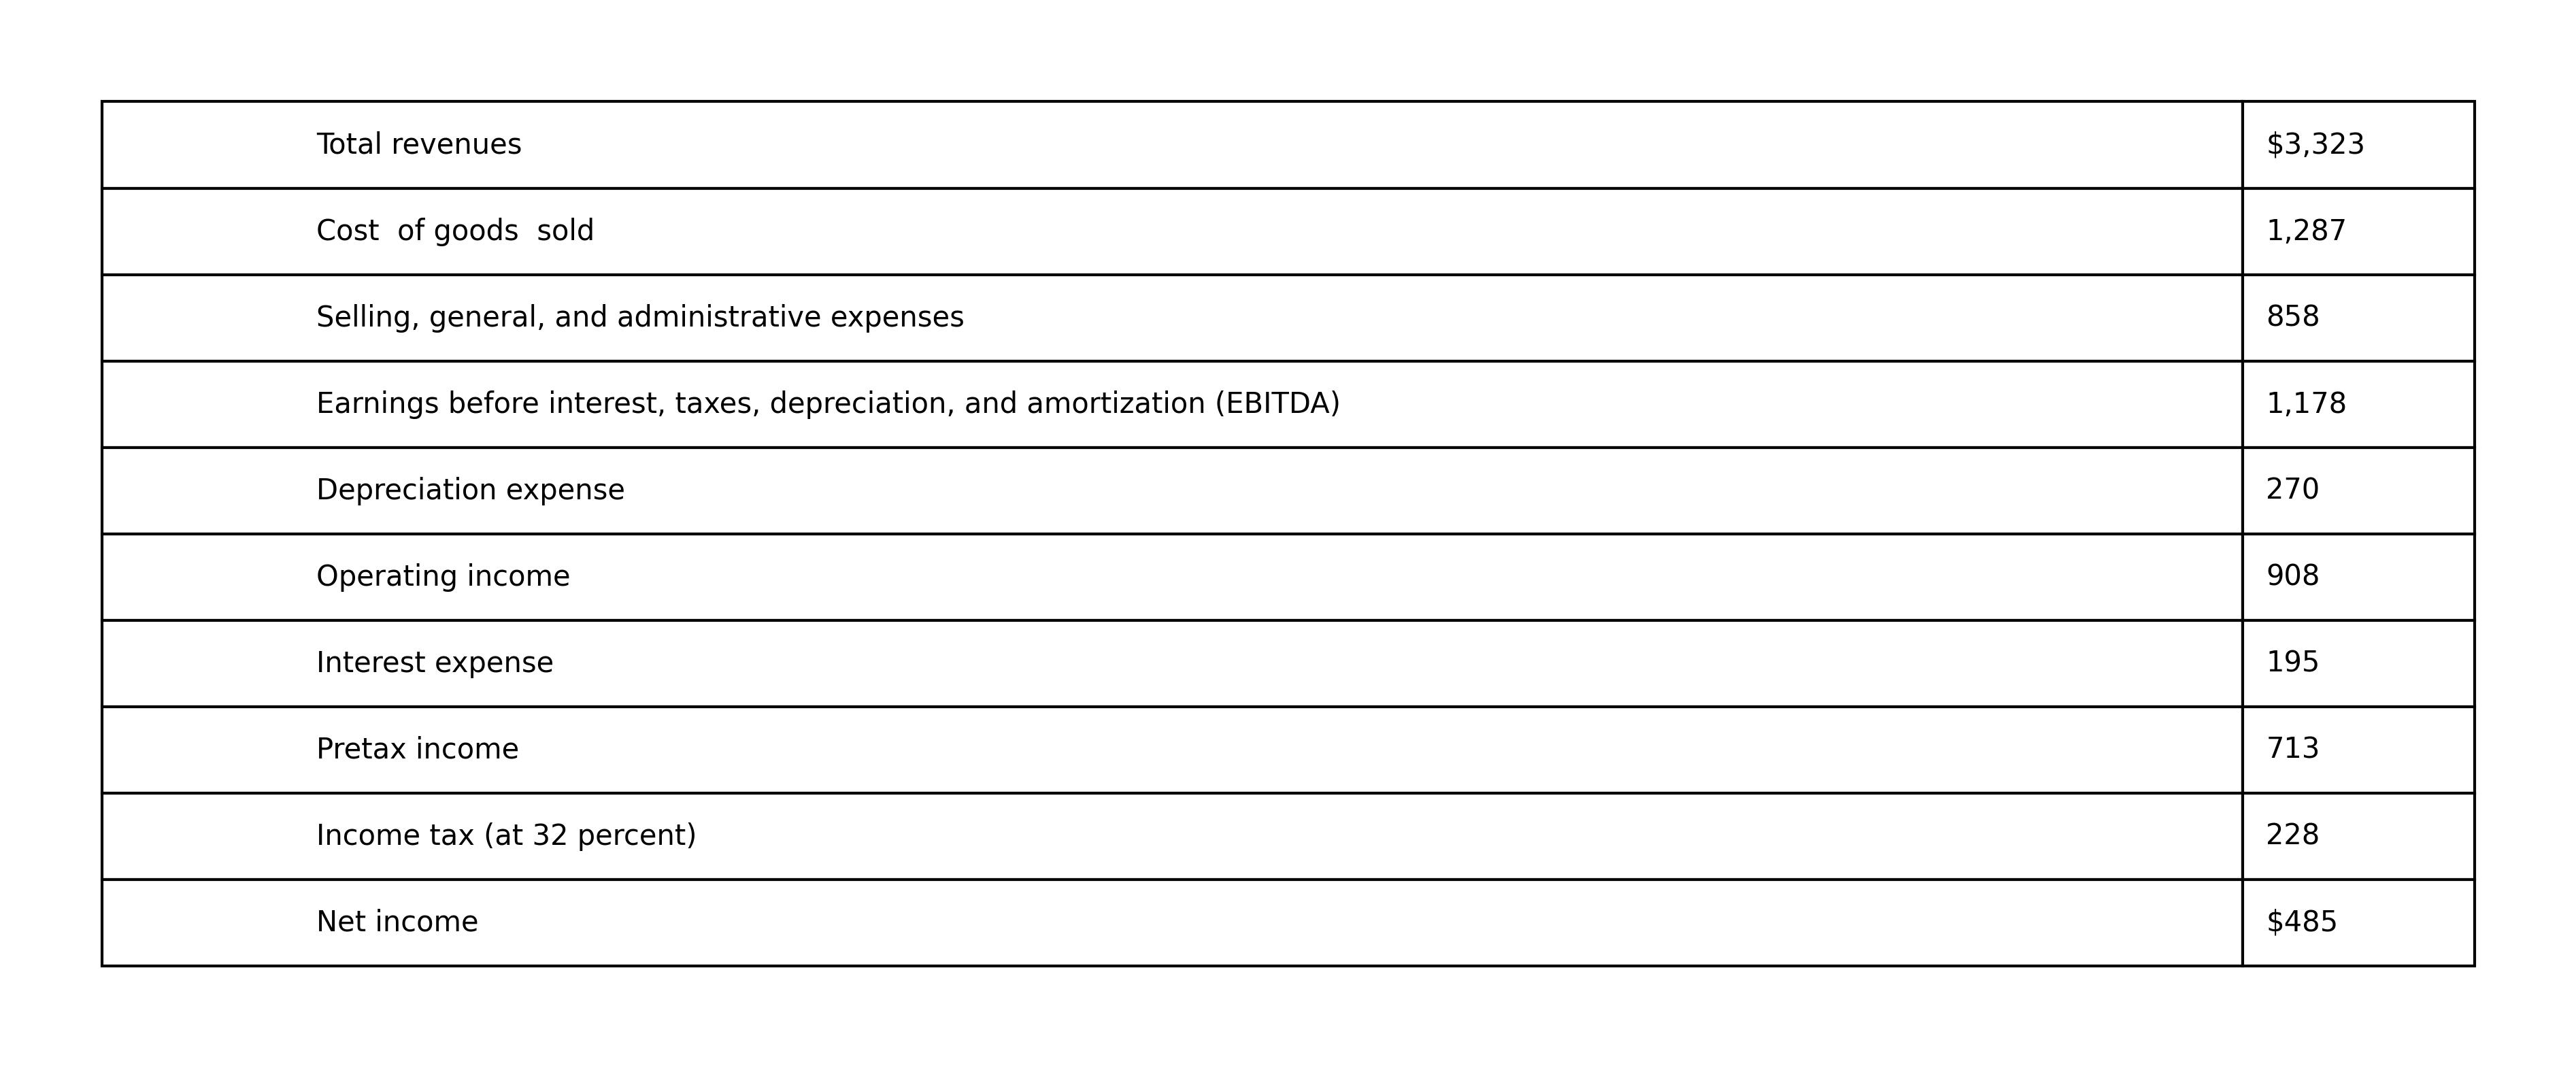 Total revenues $3,323
Cost  of goods  sold 1,287
Selling, general, and administrative expenses 858
Earnings before interest, taxes, depreciation, and amortization (EBITDA) 1,178
Depreciation expense 270
Operating income 908
Interest expense 195
Pretax income 713
Income tax (at 32 percent) 228
Net income $485